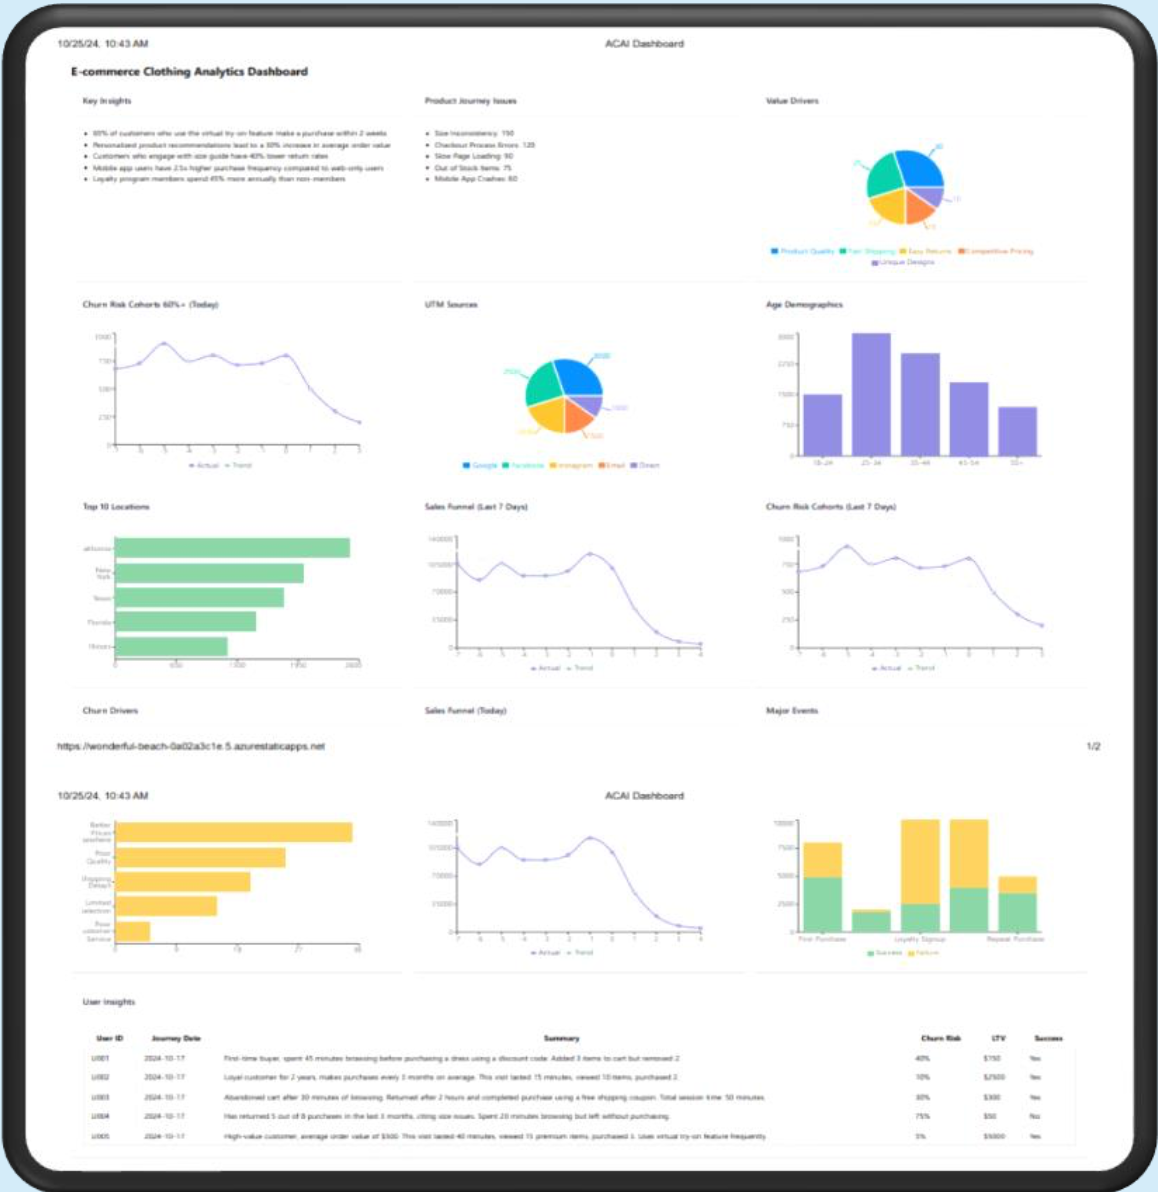 10/25/24, 10:43 AM
ACAI Dashboard
E-commerce Clothing Analytics Dashboard
Key Insights
of customers who use the virtual try-on feature make a purchase within 2 weeks
Personalized product recommendations lead to a increase in average order value
Customers who engage with size guide have 40% lower return rates
Mobile app users have 2.5x higher purchase frequency compared to web-only users
Loyalty program members spend 45% more annually than non-members
Product Journey Issues
Size Inconsistency: 150
Checkout Process Errors: 120
Slow Page Loading: 90
Out of Stock Items: 75
Mobile App Crashes: 60
Value Drivers
Product Quality Fast Shipping Easy Returns Competitive Pricing
Unique Designs
Churn Risk Cohorts 60%+ (Today)
1000
750
500
250
0
Actual Trend
UTM Sources
3000
2500
1500
1000
Google Facebook Instagram Email Direct
Age Demographics
3000
2250
1500
750
0
18-24 25-34 35-44 45-54 55+
Top 10 Locations
New York
Texas
Florida
Illinois
0
Sales Funnel (Last 7 Days)
140000
105000
70000
35000
0
Actual Trend
Churn Risk Cohorts (Last 7 Days)
1000
750
500
250
0
Actual Trend
Churn Drivers
Sales Funnel (Today)
Major Events
https://wonderful-beach-0a02a3c1e.5.azurestaticapps.net
1/2
10/25/24, 10:43 AM
ACAI Dashboard
Better
Prices
Poor
Quality
Shipping
Limited
selection
Poor
customer
Service
0 9 18 27 36
140000
105000
70000
35000
0
Actual Trend
10000
7500
5000
2500
0
First Purchase Loyalty Signup Repeat Purchase
Success Failure
User Insights
User ID Journey Date Summary Churn Risk LTV Success
U001 2024-10-17 First-time buyer, spent 45 minutes browsing before purchasing a dress using a discount code. Added 3 items to cart but removed 2. 40% $150 Yes
U002 2024-10-17 Loyal customer for 2 years, makes purchases every 3 months on average. This visit lasted 15 minutes, viewed 10 items, purchased 2. 10% $2500 Yes
U003 2024-10-17 Abandoned cart after 30 minutes of browsing. Returned after 2 hours and completed purchase using a free shipping coupon. Total session time: 50 minutes. 30% $300 Yes
U004 2024-10-17 Has returned 5 out of 8 purchases in the last 3 months, citing size issues. Spent 20 minutes browsing but left without purchasing. 75% $50 No
U005 2024-10-17 High-value customer, average order value of $500. This visit lasted 40 minutes, viewed 15 premium items, purchased 3. Uses virtual try-on feature frequently. 5% $5000 Yes